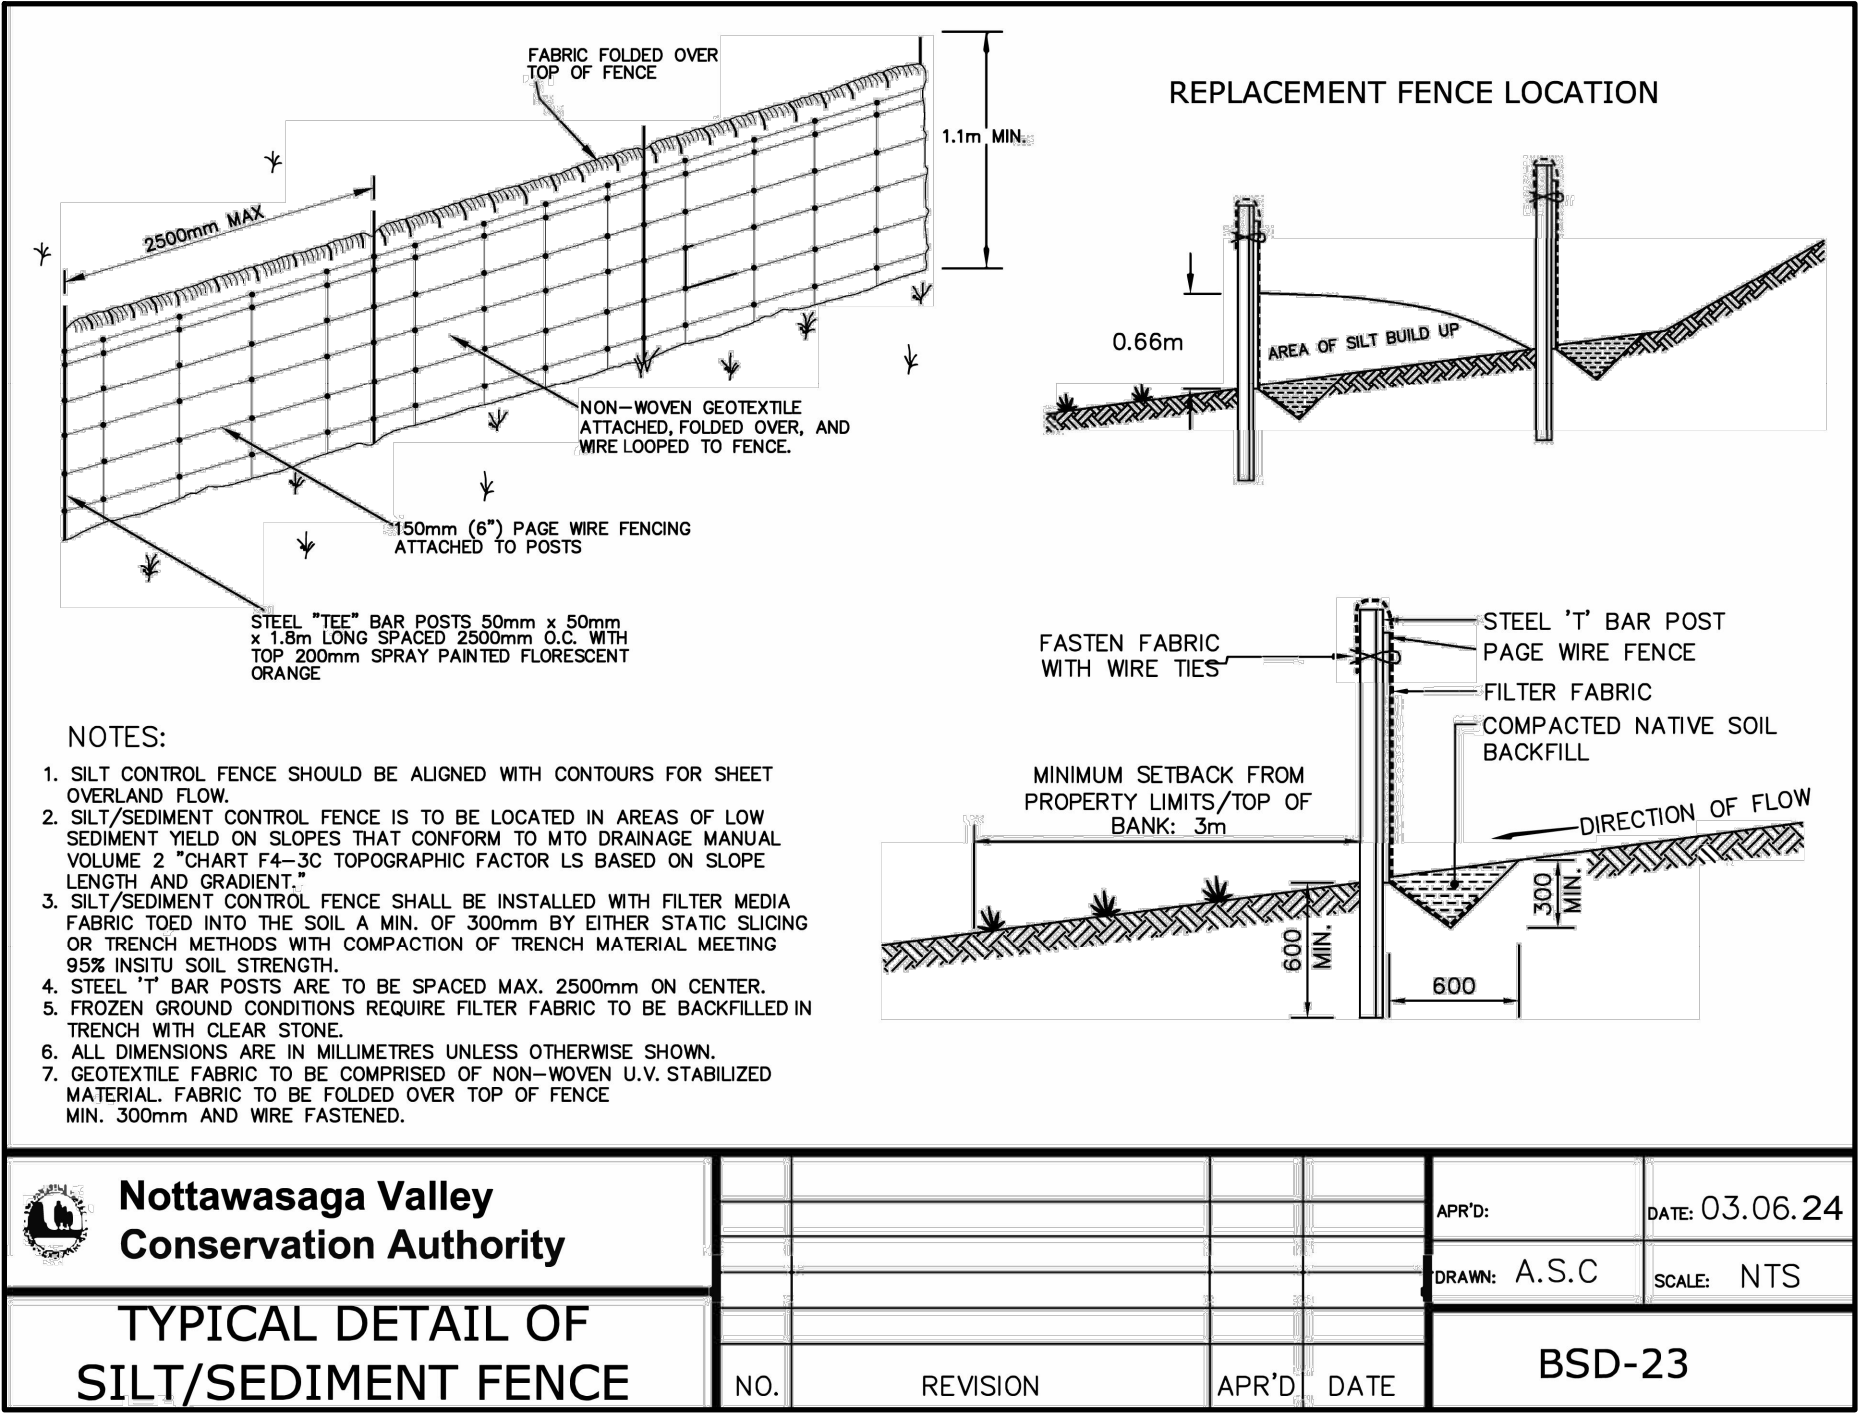 FABRIC FOLDED OVER
TOP OF FENCE
1.1m MIN.
2500mm MAX
NON-WOVEN GEOTEXTILE
ATTACHED, FOLDED OVER, AND
WIRE LOOPED TO FENCE.
150mm (6") PAGE WIRE FENCING
ATTACHED TO POSTS
STEEL "TEE" BAR POSTS 50mm x 50mm
x 1.8m LONG SPACED 2500mm O.C. WITH
TOP 200mm SPRAY PAINTED FLORESCENT
ORANGE
REPLACEMENT FENCE LOCATION
0.66m
AREA OF SILT BUILD UP
FASTEN FABRIC
WITH WIRE TIES
STEEL 'T' BAR POST
PAGE WIRE FENCE
FILTER FABRIC
COMPACTED NATIVE SOIL
BACKFILL
MINIMUM SETBACK FROM
PROPERTY LIMITS/TOP OF
BANK: 3m
DIRECTION OF FLOW
300
MIN.
600
MIN.
600
NOTES:
1. SILT CONTROL FENCE SHOULD BE ALIGNED WITH CONTOURS FOR SHEET
OVERLAND FLOW.
2. SILT/SEDIMENT CONTROL FENCE IS TO BE LOCATED IN AREAS OF LOW
SEDIMENT YIELD ON SLOPES THAT CONFORM TO MTO DRAINAGE MANUAL
VOLUME 2 "CHART F4-3C TOPOGRAPHIC FACTOR LS BASED ON SLOPE
LENGTH AND GRADIENT."
3. SILT/SEDIMENT CONTROL FENCE SHALL BE INSTALLED WITH FILTER MEDIA
FABRIC TOED INTO THE SOIL A MIN. OF 300mm BY EITHER STATIC SLICING
OR TRENCH METHODS WITH COMPACTION OF TRENCH MATERIAL MEETING
95% INSITU SOIL STRENGTH.
4. STEEL 'T' BAR POSTS ARE TO BE SPACED MAX. 2500mm ON CENTER.
5. FROZEN GROUND CONDITIONS REQUIRE FILTER FABRIC TO BE BACKFILLED IN
TRENCH WITH CLEAR STONE.
6. ALL DIMENSIONS ARE IN MILLIMETRES UNLESS OTHERWISE SHOWN.
7. GEOTEXTILE FABRIC TO BE COMPRISED OF NON-WOVEN U.V. STABILIZED
MATERIAL. FABRIC TO BE FOLDED OVER TOP OF FENCE
MIN. 300mm AND WIRE FASTENED.
Nottawasaga Valley
Conservation Authority
TYPICAL DETAIL OF
SILT/SEDIMENT FENCE
NO. REVISION APR'D DATE
APR'D: DATE: 03.06.24
DRAWN: A.S.C SCALE: NTS
BSD-23